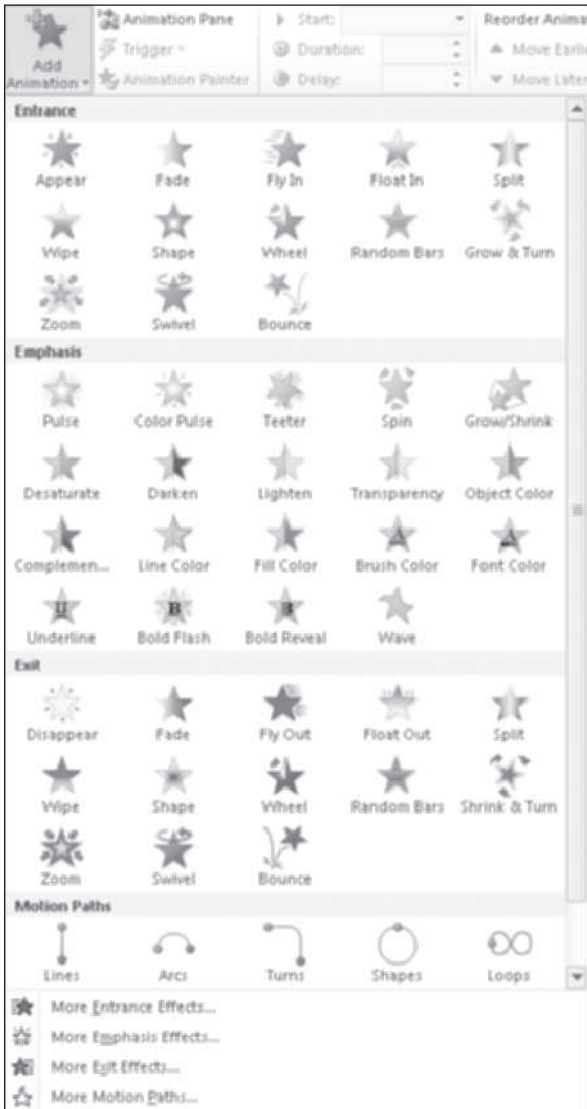 Animation Pane Start: Reorder Anima
Trigger Duration: Move Earli
Add
Animation Animation Painter Delay: Move Later
Entrance
Appear Fade Fly In Float In Split
Wipe Shape Wheel Random Bars Grow & Turn
Zoom Swivel Bounce
Emphasis
Pulse Color Pulse Teeter Spin Grow/Shrink
Desaturate Darken Lighten Transparency Object Color
Complemen... Line Color Fill Color Brush Color Font Color
U B B
Underline Bold Flash Bold Reveal Wave
Exit
Disappear Fade Fly Out Float Out Split
Wipe Shape Wheel Random Bars Shrink & Turn
Zoom Swivel Bounce
Motion Paths
Lines Arcs Turns Shapes Loops
More Entrance Effects...
More Emphasis Effects...
More Exit Effects...
More Motion Paths...